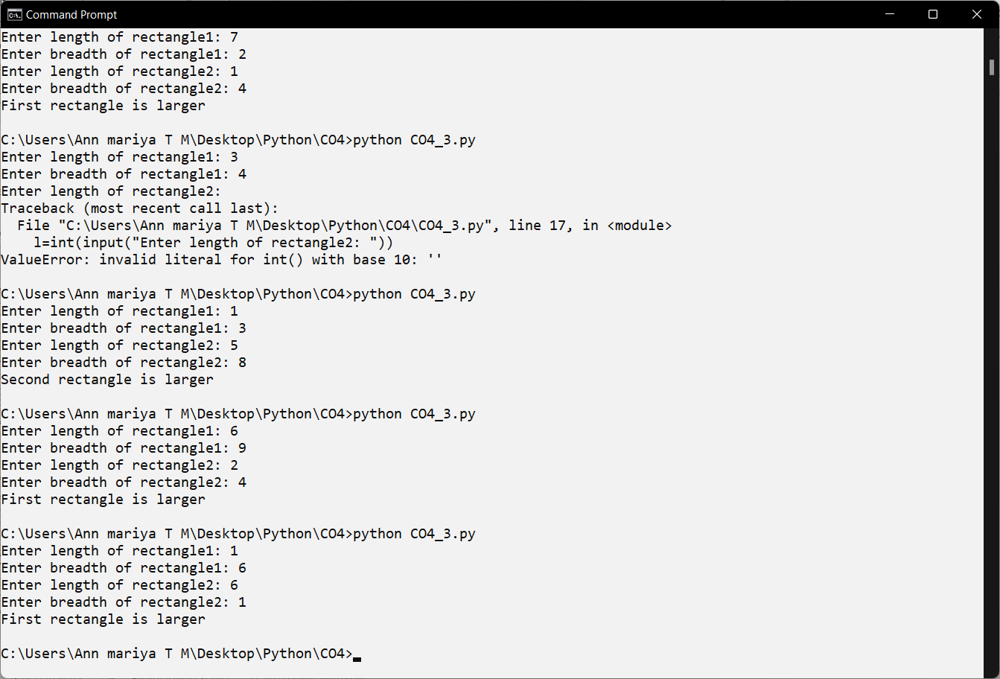 Command Prompt
Enter length of rectangle1: 7
Enter breadth of rectangle1: 2
Enter length of rectangle2: 1
Enter breadth of rectangle2: 4
First rectangle is larger
C:\Users\Ann mariya T M\Desktop\Python\CO4>python CO4_3.py
Enter length of rectangle1: 3
Enter breadth of rectangle1: 4
Enter length of rectangle2:
Traceback (most recent call last):
  File "C:\Users\Ann mariya T M\Desktop\Python\CO4\CO4_3.py", line 17, in <module>
    l=int(input("Enter length of rectangle2: "))
ValueError: invalid literal for int() with base 10: ''
C:\Users\Ann mariya T M\Desktop\Python\CO4>python CO4_3.py
Enter length of rectangle1: 1
Enter breadth of rectangle1: 3
Enter length of rectangle2: 5
Enter breadth of rectangle2: 8
Second rectangle is larger
C:\Users\Ann mariya T M\Desktop\Python\CO4>python CO4_3.py
Enter length of rectangle1: 6
Enter breadth of rectangle1: 9
Enter length of rectangle2: 2
Enter breadth of rectangle2: 4
First rectangle is larger
C:\Users\Ann mariya T M\Desktop\Python\CO4>python CO4_3.py
Enter length of rectangle1: 1
Enter breadth of rectangle1: 6
Enter length of rectangle2: 6
Enter breadth of rectangle2: 1
First rectangle is larger
C:\Users\Ann mariya T M\Desktop\Python\CO4>